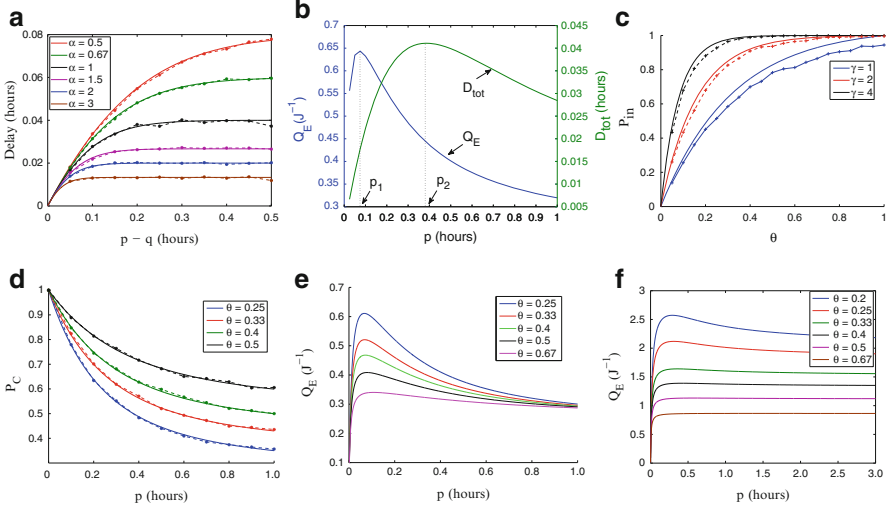 a
Delay (hours)
0.08
0.06
0.04
0.02
0
α = 0.5
α = 0.67
α = 1
α = 1.5
α = 2
α = 3
0 0.1 0.2 0.3 0.4 0.5
p − q (hours)
b
Q_E (J⁻¹)
0.7
0.65
0.6
0.55
0.5
0.45
0.4
0.35
0.3
D_tot
Q_E
p₁
p₂
0.045
0.04
0.035
0.03
0.025
0.02
0.015
0.01
0.005
0.000
D_tot (hours)
0 0.1 0.2 0.3 0.4 0.5 0.6 0.7 0.8 0.9 1
p (hours)
c
P_in
1
0.8
0.6
0.4
0.2
0
γ = 1
γ = 2
γ = 4
0 0.2 0.4 0.6 0.8 1
θ
d
P_C
1
0.9
0.8
0.7
0.6
0.5
0.4
θ = 0.25
θ = 0.33
θ = 0.4
θ = 0.5
0 0.2 0.4 0.6 0.8 1.0
p (hours)
e
Q_E (J⁻¹)
0.7
0.6
0.5
0.4
0.3
0.2
0.1
θ = 0.25
θ = 0.33
θ = 0.4
θ = 0.5
θ = 0.67
0 0.2 0.4 0.6 0.8 1.0
p (hours)
f
Q_E (J⁻¹)
3
2.5
2
1.5
1
0.5
0
θ = 0.2
θ = 0.25
θ = 0.33
θ = 0.4
θ = 0.5
θ = 0.67
0 0.5 1.0 1.5 2.0 2.5 3.0
p (hours)